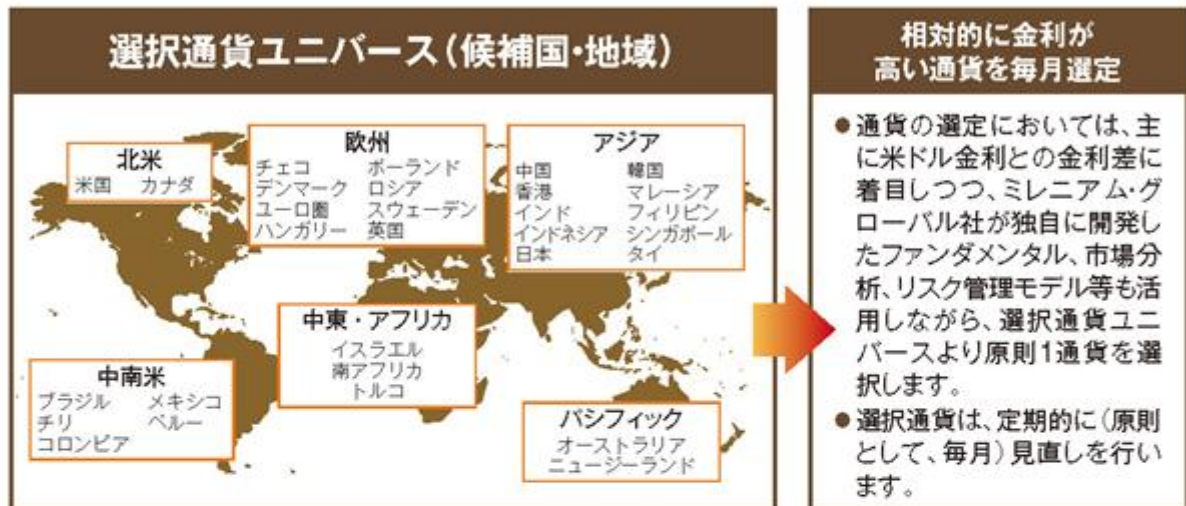 選択通貨ユニバース（候補国・地域）
北米
米国 カナダ
欧州
チェコ ポーランド
デンマーク ロシア
ユーロ圏 スウェーデン
ハンガリー 英国
アジア
中国 韓国
香港 マレーシア
インド フィリピン
インドネシア シンガポール
日本 タイ
中東・アフリカ
イスラエル
南アフリカ
トルコ
中南米
ブラジル メキシコ
チリ ペルー
コロンビア
パシフィック
オーストラリア
ニュージーランド
相対的に金利が
高い通貨を毎月選定
●通貨の選定においては、主
に米ドル金利との金利差に
着目しつつ、ミレニアム・グ
ローバル社が独自に開発し
たファンダメンタル、市場分
析、リスク管理モデル等も活
用しながら、選択通貨ユニ
バースより原則1通貨を選
択します。
●選択通貨は、定期的に（原則
として、毎月）見直しを行い
ます。